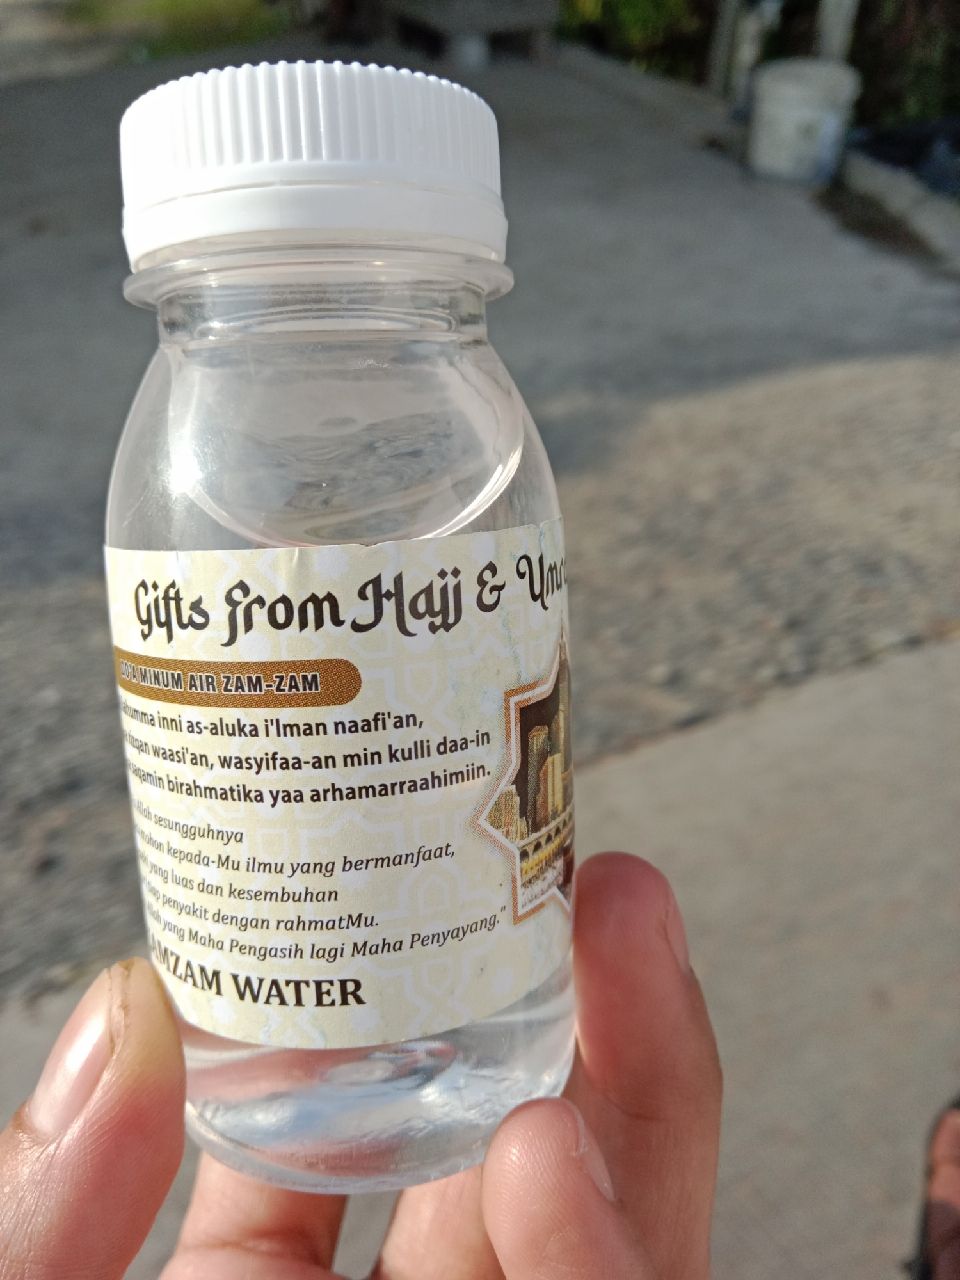 Gifts from Hajj &
DO'A MINUM AIR ZAM-ZAM
inni as-aluka i'lman naafi'an,
waasi'an, wasyifaa-an min kulli daa-in
birahmatika yaa arhamarraahimiin.
sesungguhnya
kepada-Mu ilmu yang bermanfaat,
yang luas dan kesembuhan
penyakit dengan rahmatMu.
yang Maha Pengasih lagi Maha Penyayang."
WATER